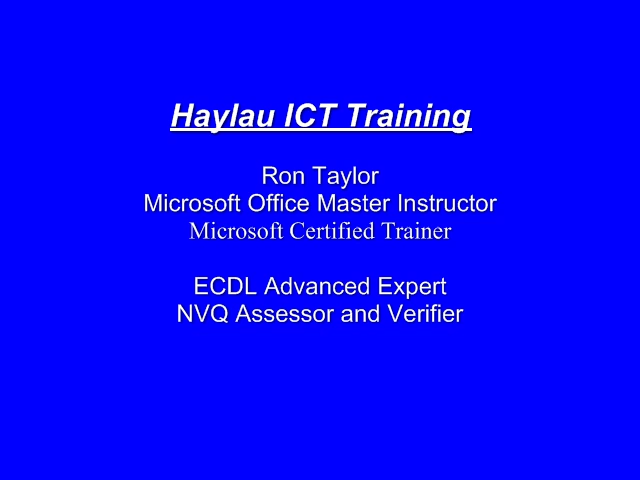 Haylau ICT Training
Ron Taylor
Microsoft Office Master Instructor
Microsoft Certified Trainer
ECDL Advanced Expert
NVQ Assessor and Verifier